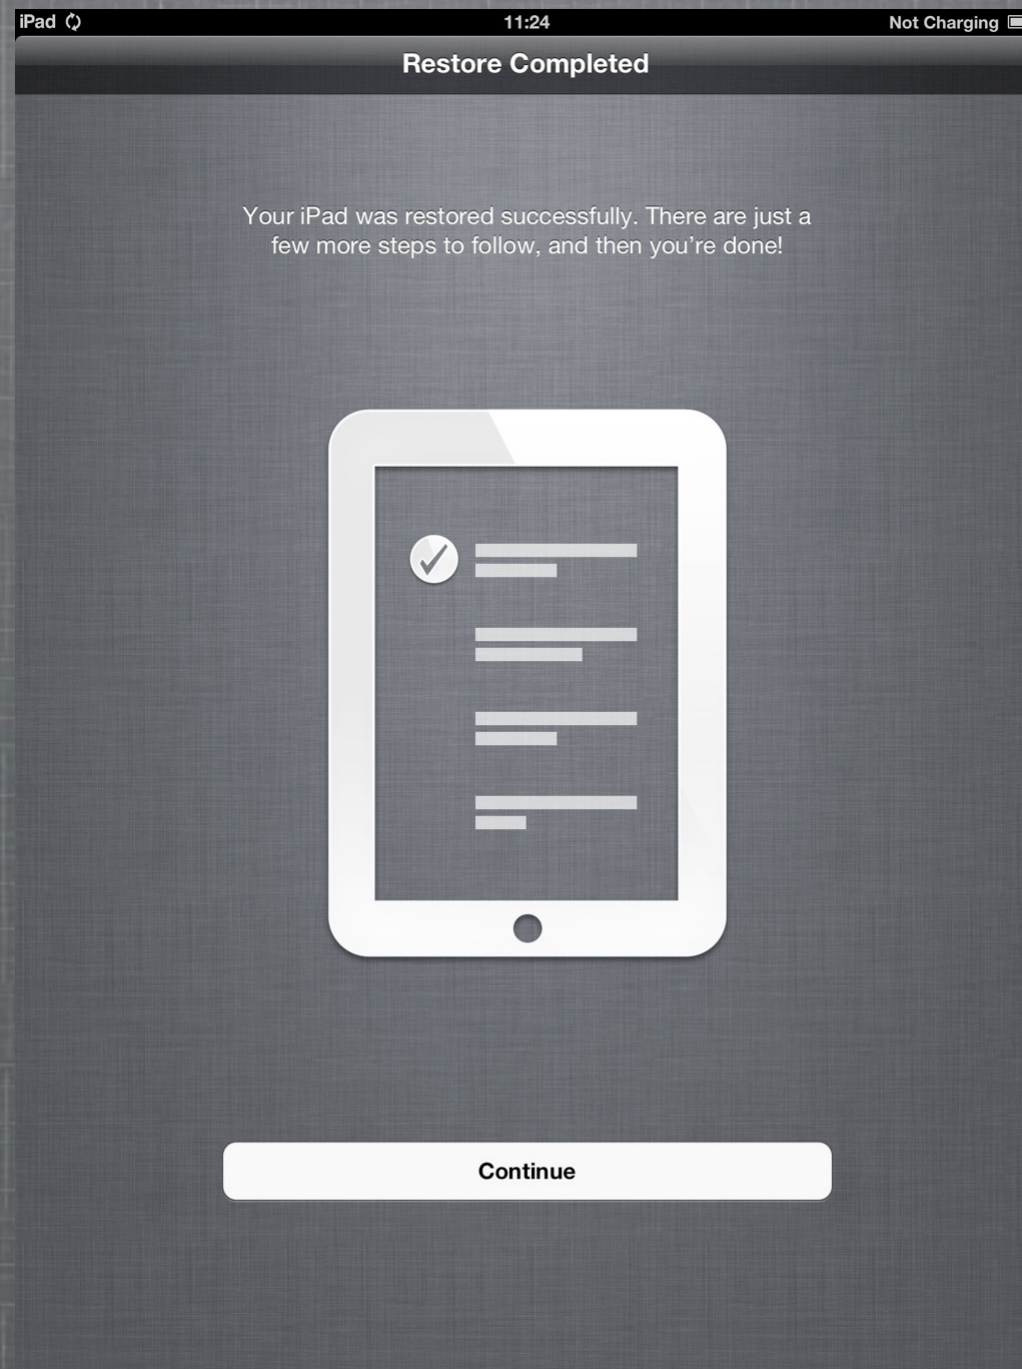 iPad 11:24 Not Charging
Restore Completed
Your iPad was restored successfully. There are just a
few more steps to follow, and then you’re done!
Continue